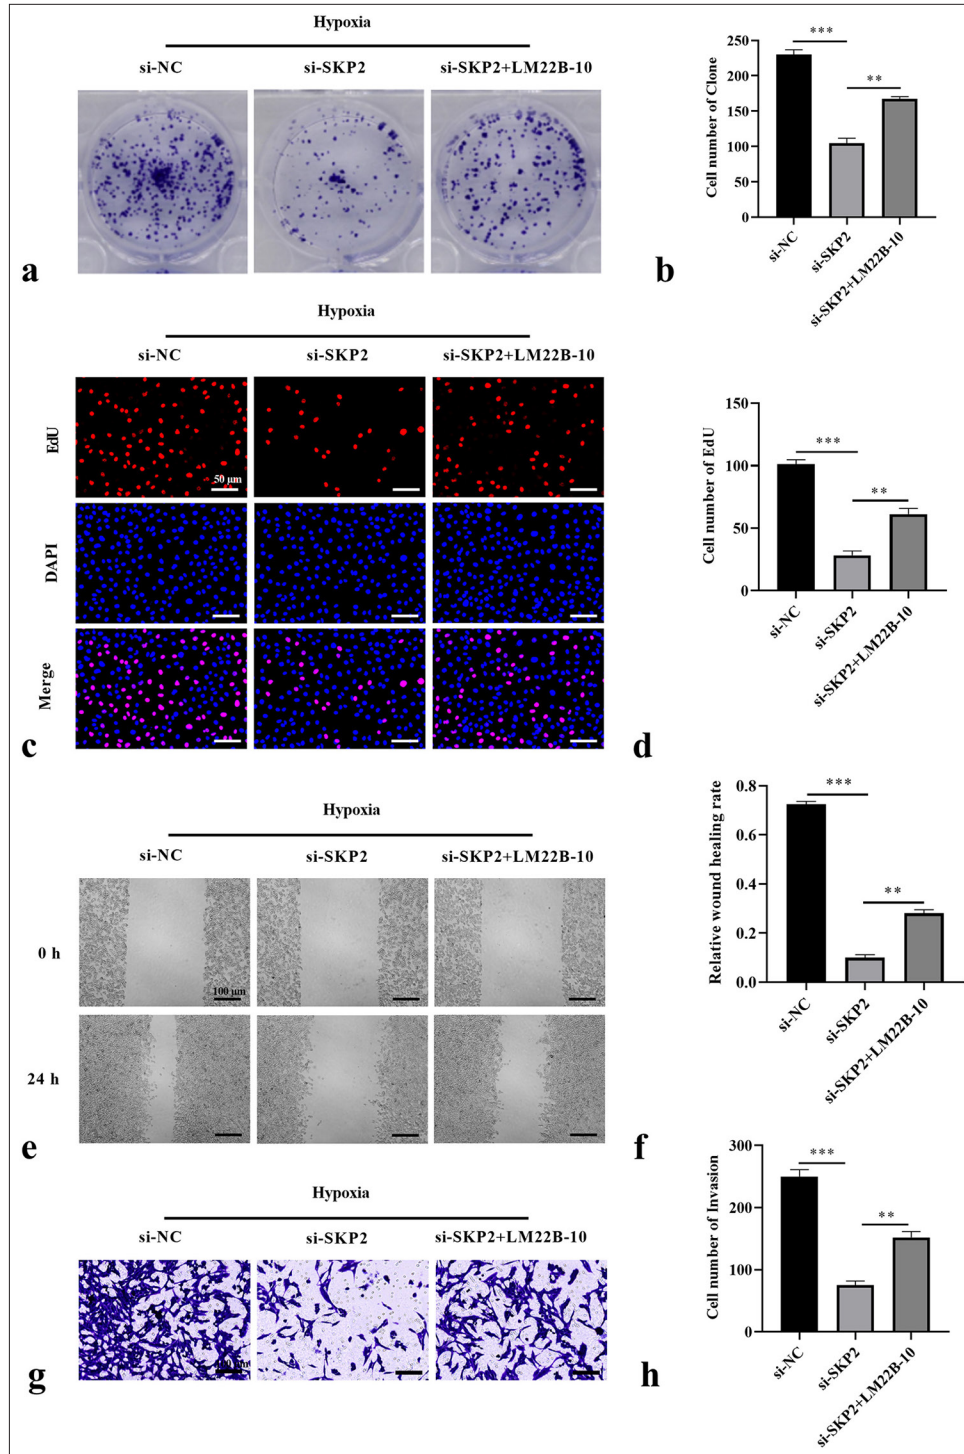 Hypoxia
si-NC si-SKP2 si-SKP2+LM22B-10
a
Cell number of Clone
250
200
150
100
50
0
***
**
si-NC
si-SKP2
si-SKP2+LM22B-10
b
Hypoxia
si-NC si-SKP2 si-SKP2+LM22B-10
EdU
50 μm
DAPI
Merge
c
Cell number of EdU
150
100
50
0
***
**
si-NC
si-SKP2
si-SKP2+LM22B-10
d
Hypoxia
si-NC si-SKP2 si-SKP2+LM22B-10
0 h
100 μm
24 h
e
Relative wound healing rate
0.8
0.6
0.4
0.2
0.0
***
**
si-NC
si-SKP2
si-SKP2+LM22B-10
f
Hypoxia
si-NC si-SKP2 si-SKP2+LM22B-10
100 μm
g
Cell number of Invasion
300
200
100
0
***
**
si-NC
si-SKP2
si-SKP2+LM22B-10
h